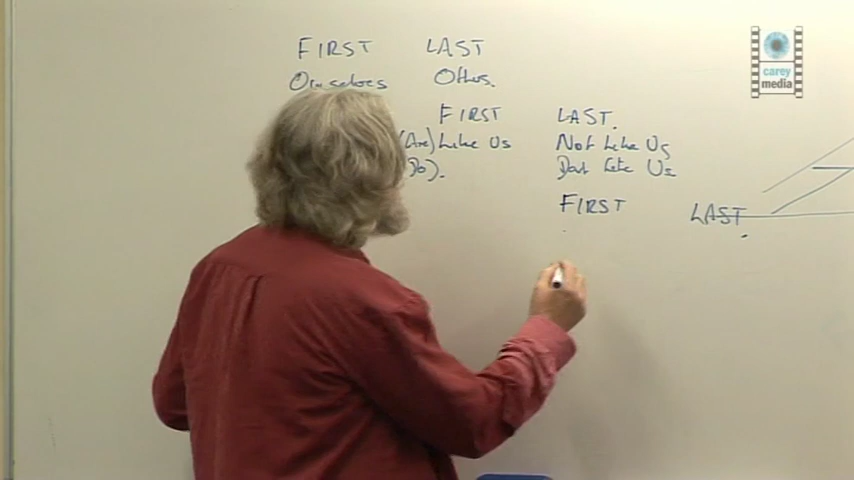 FIRST LAST
Ourselves Others.
FIRST LAST.
(Are) Like Us Not Like Us
Do). Dont Like Us
FIRST LAST.
carey
media